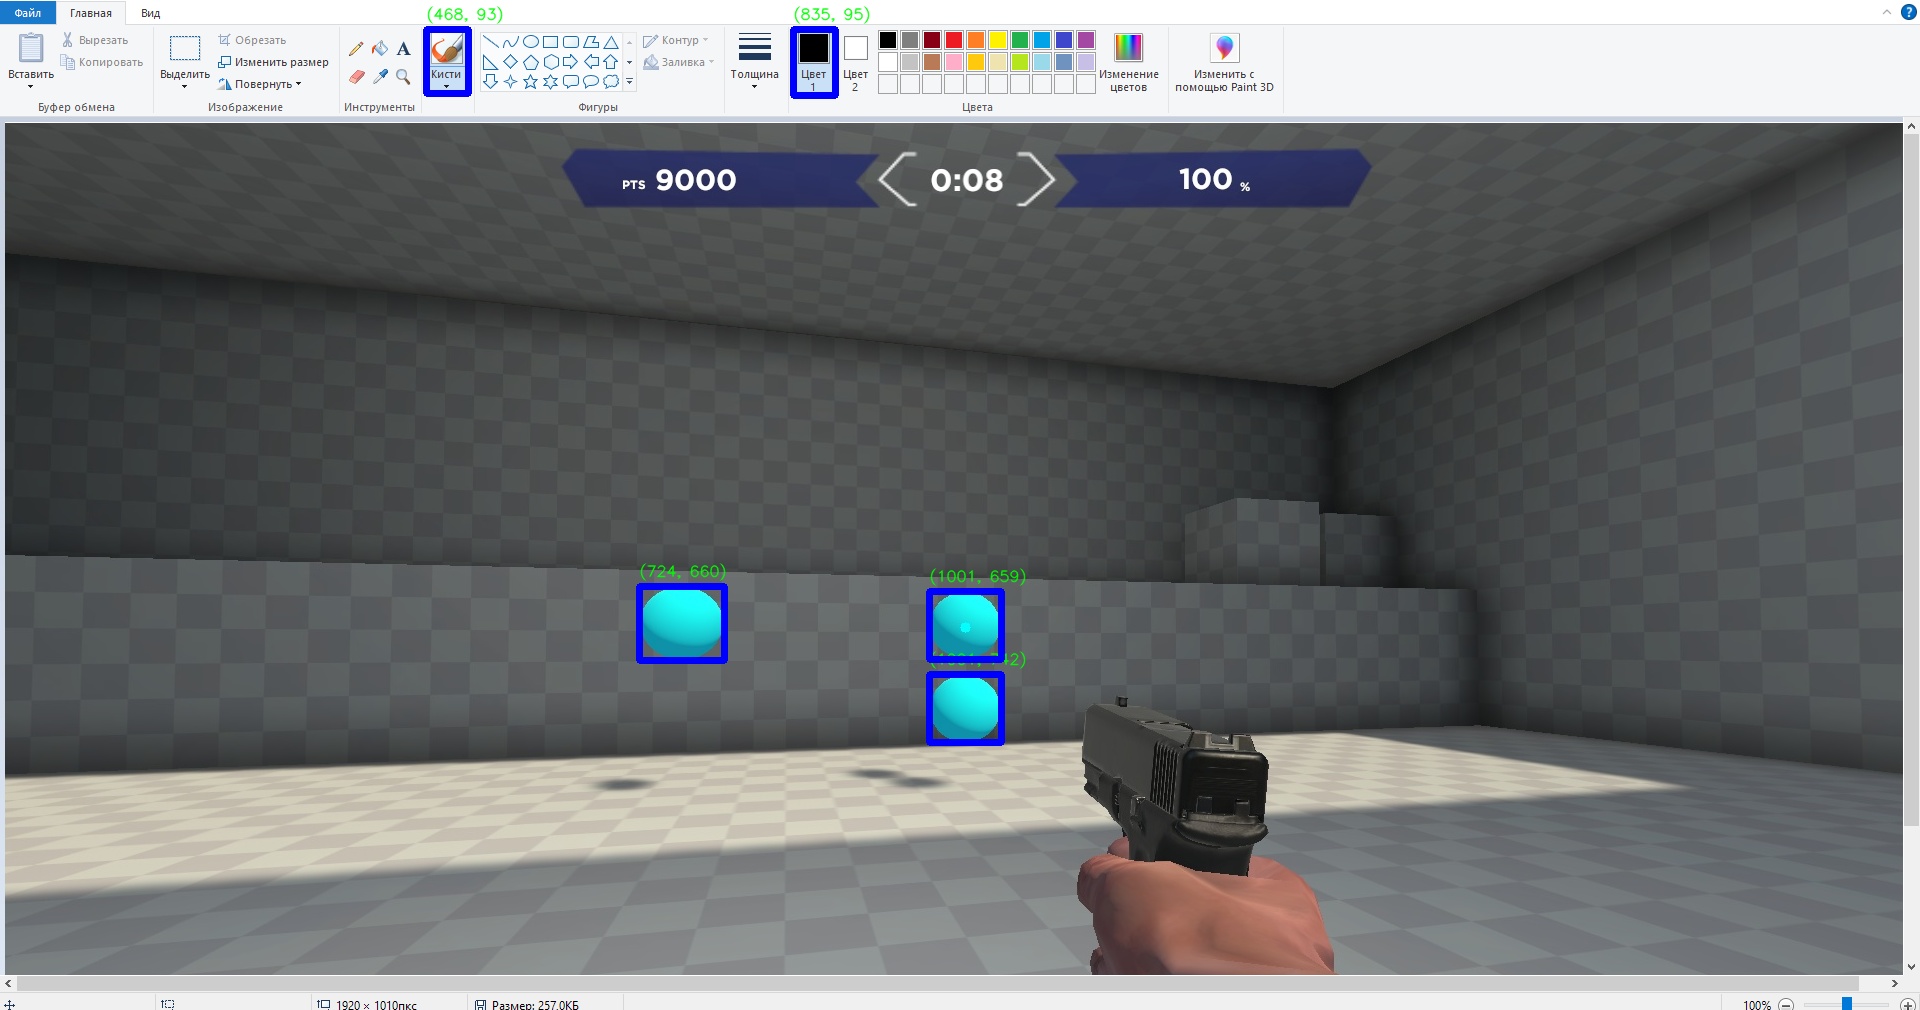 (468, 93)
(835, 95)
Файл
Главная
Вид
Вставить
Вырезать
Копировать
Буфер обмена
Выделить
Обрезать
Изменить размер
Повернуть
Изображение
Инструменты
Кисти
Фигуры
Контур
Заливка
Толщина
Цвет
1
Цвет
2
Цвета
Изменение
цветов
Изменить с
помощью Paint 3D
PTS 9000
0:08
100 %
(724, 660)
(1001, 659)
1920 × 1010пкс
Размер: 257,0КБ
100%